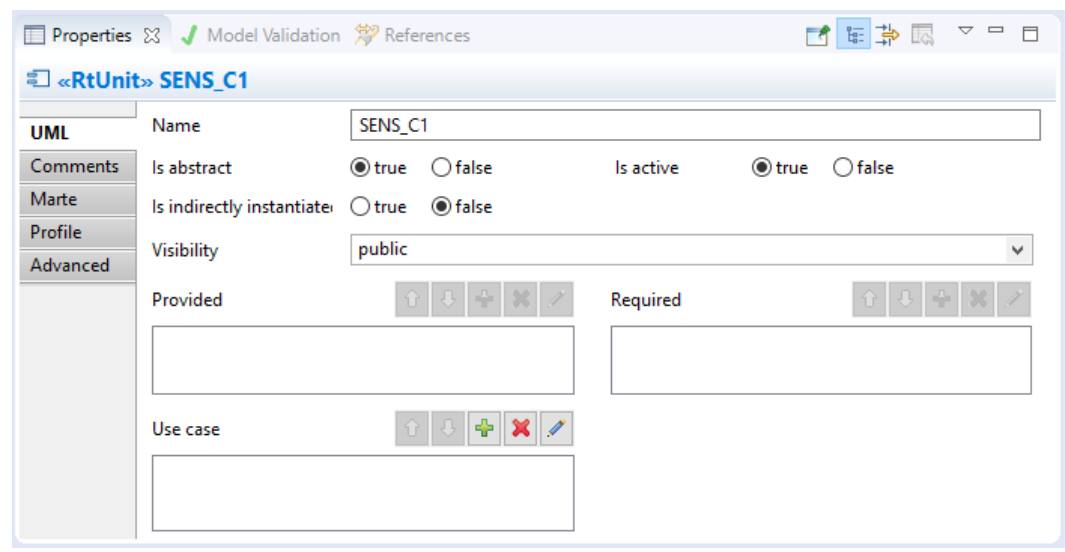 Properties Model Validation References
«RtUnit» SENS_C1
UML
Name SENS_C1
Comments
Is abstract true false Is active true false
Marte
Is indirectly instantiate true false
Profile
Visibility public
Advanced
Provided Required
Use case